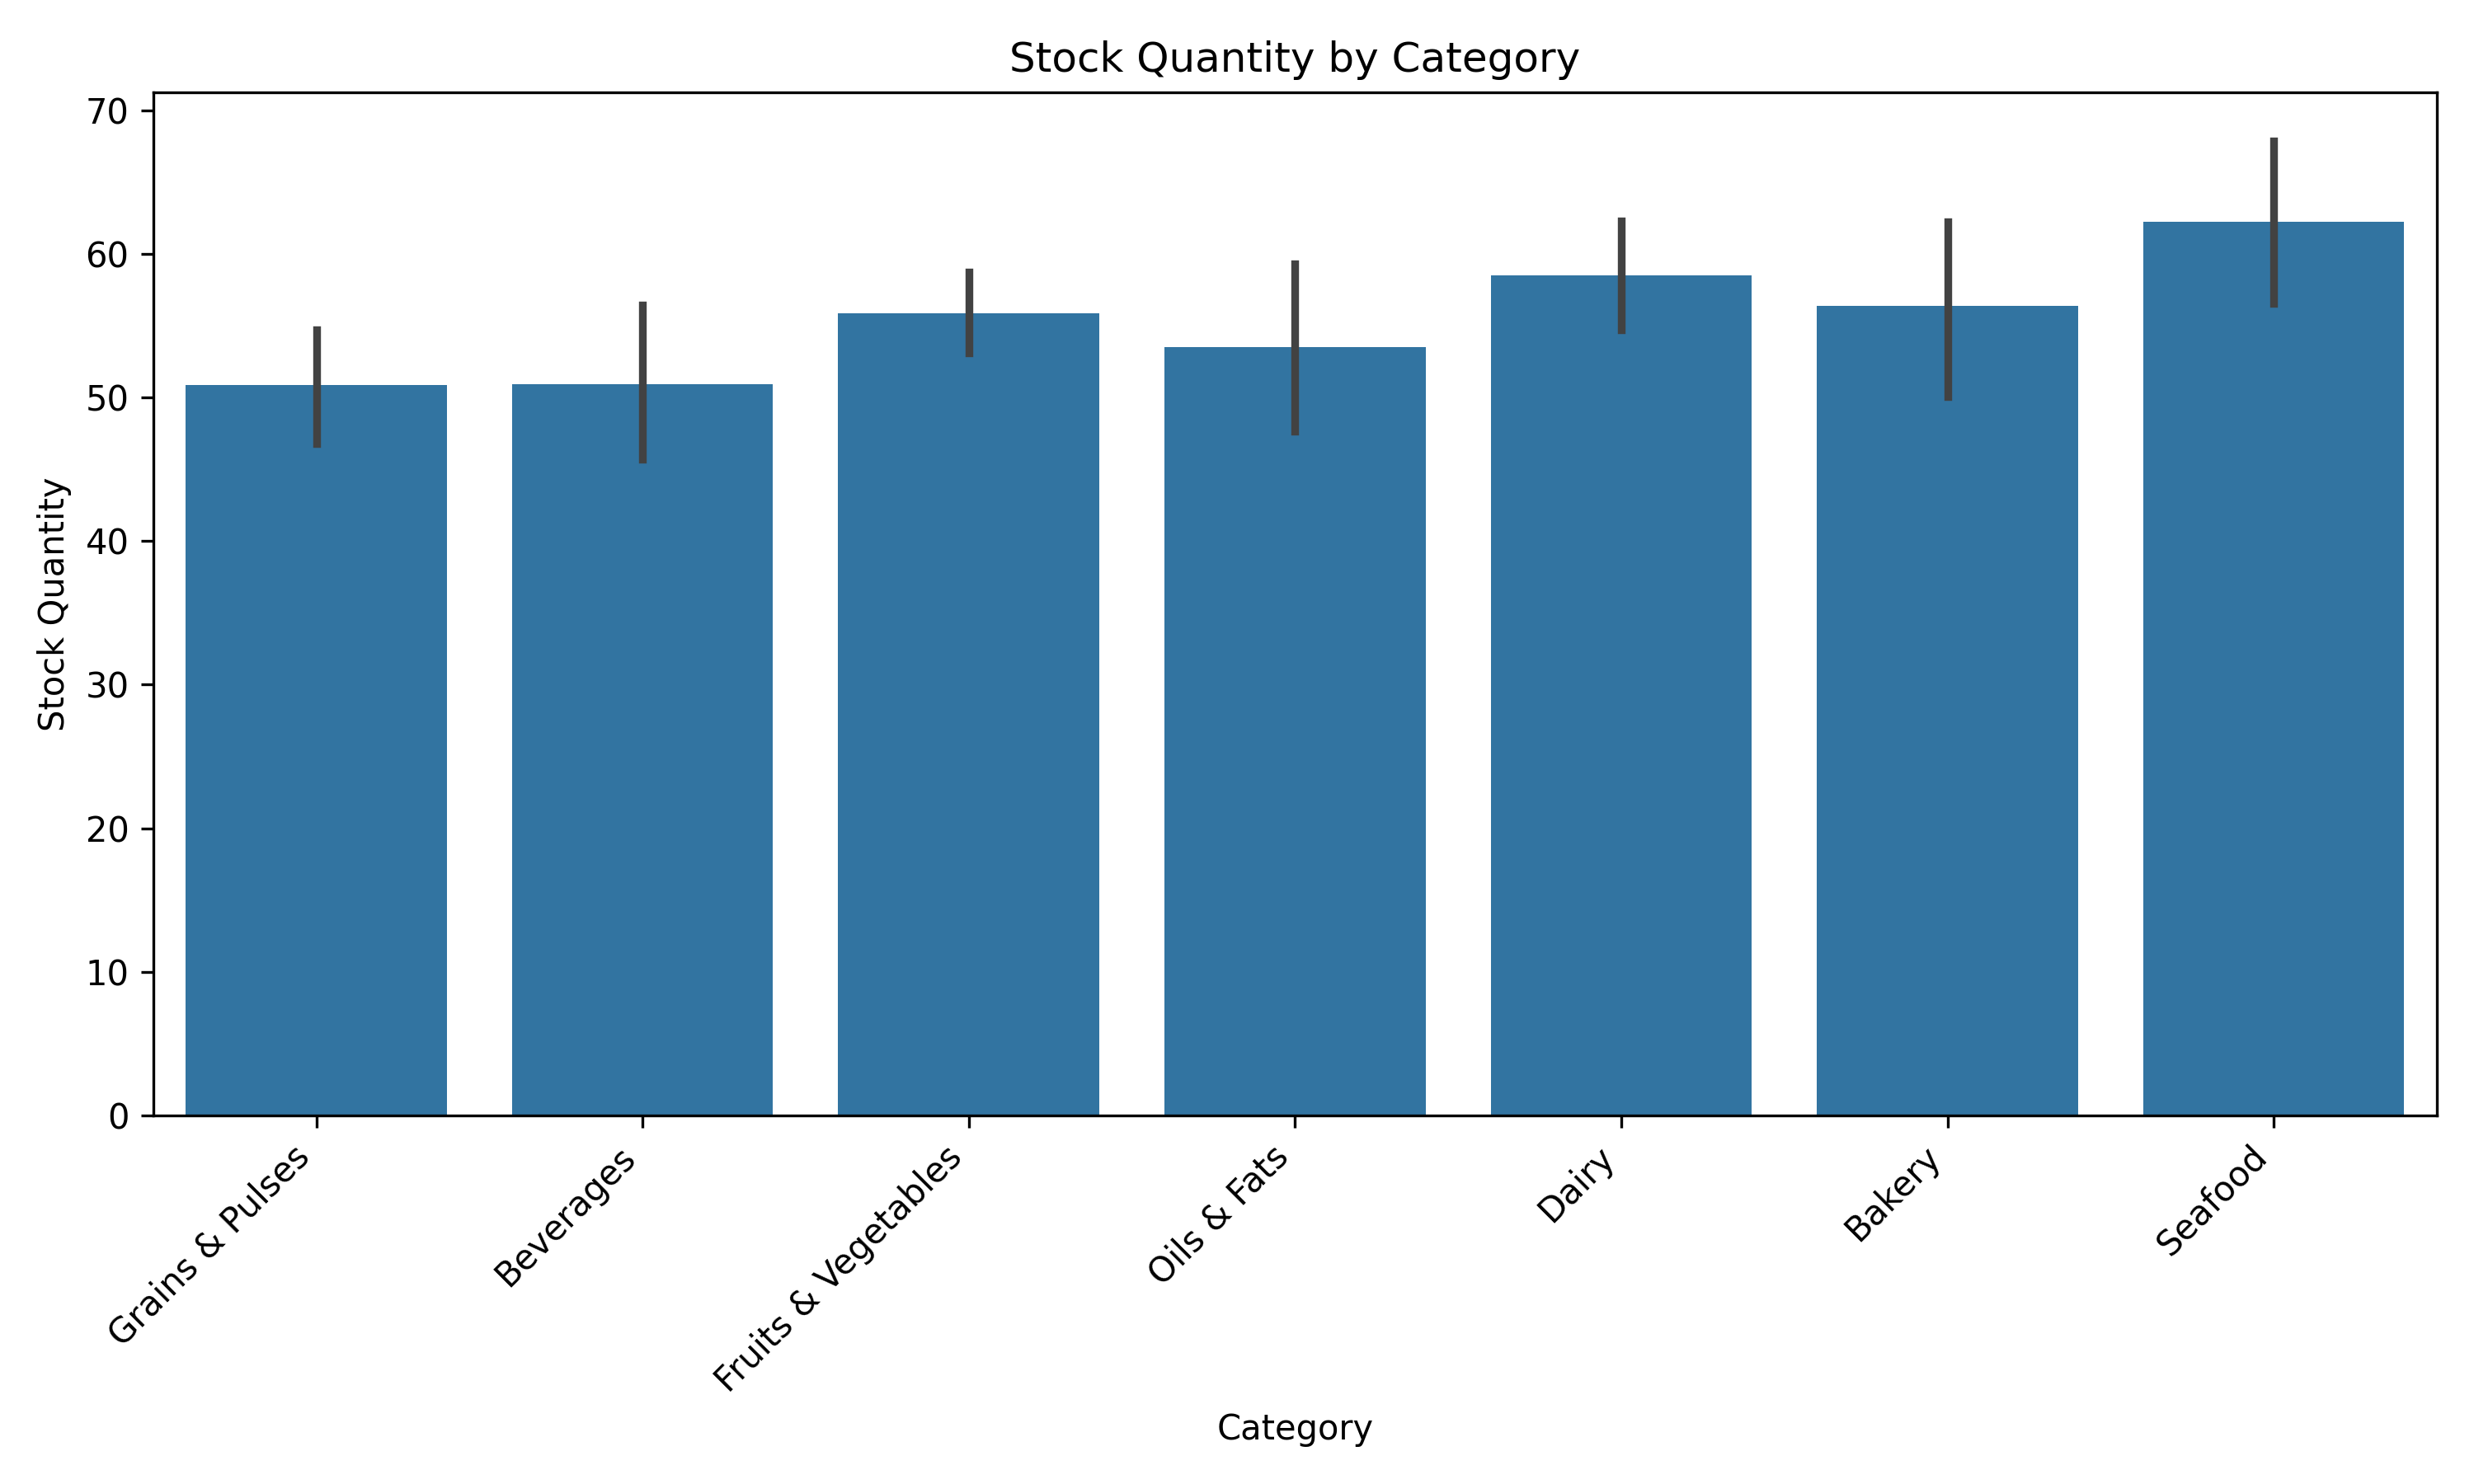 Stock Quantity by Category
Stock Quantity
70
60
50
40
30
20
10
0
Grains & Pulses
Beverages
Fruits & Vegetables
Oils & Fats
Dairy
Bakery
Seafood
Category